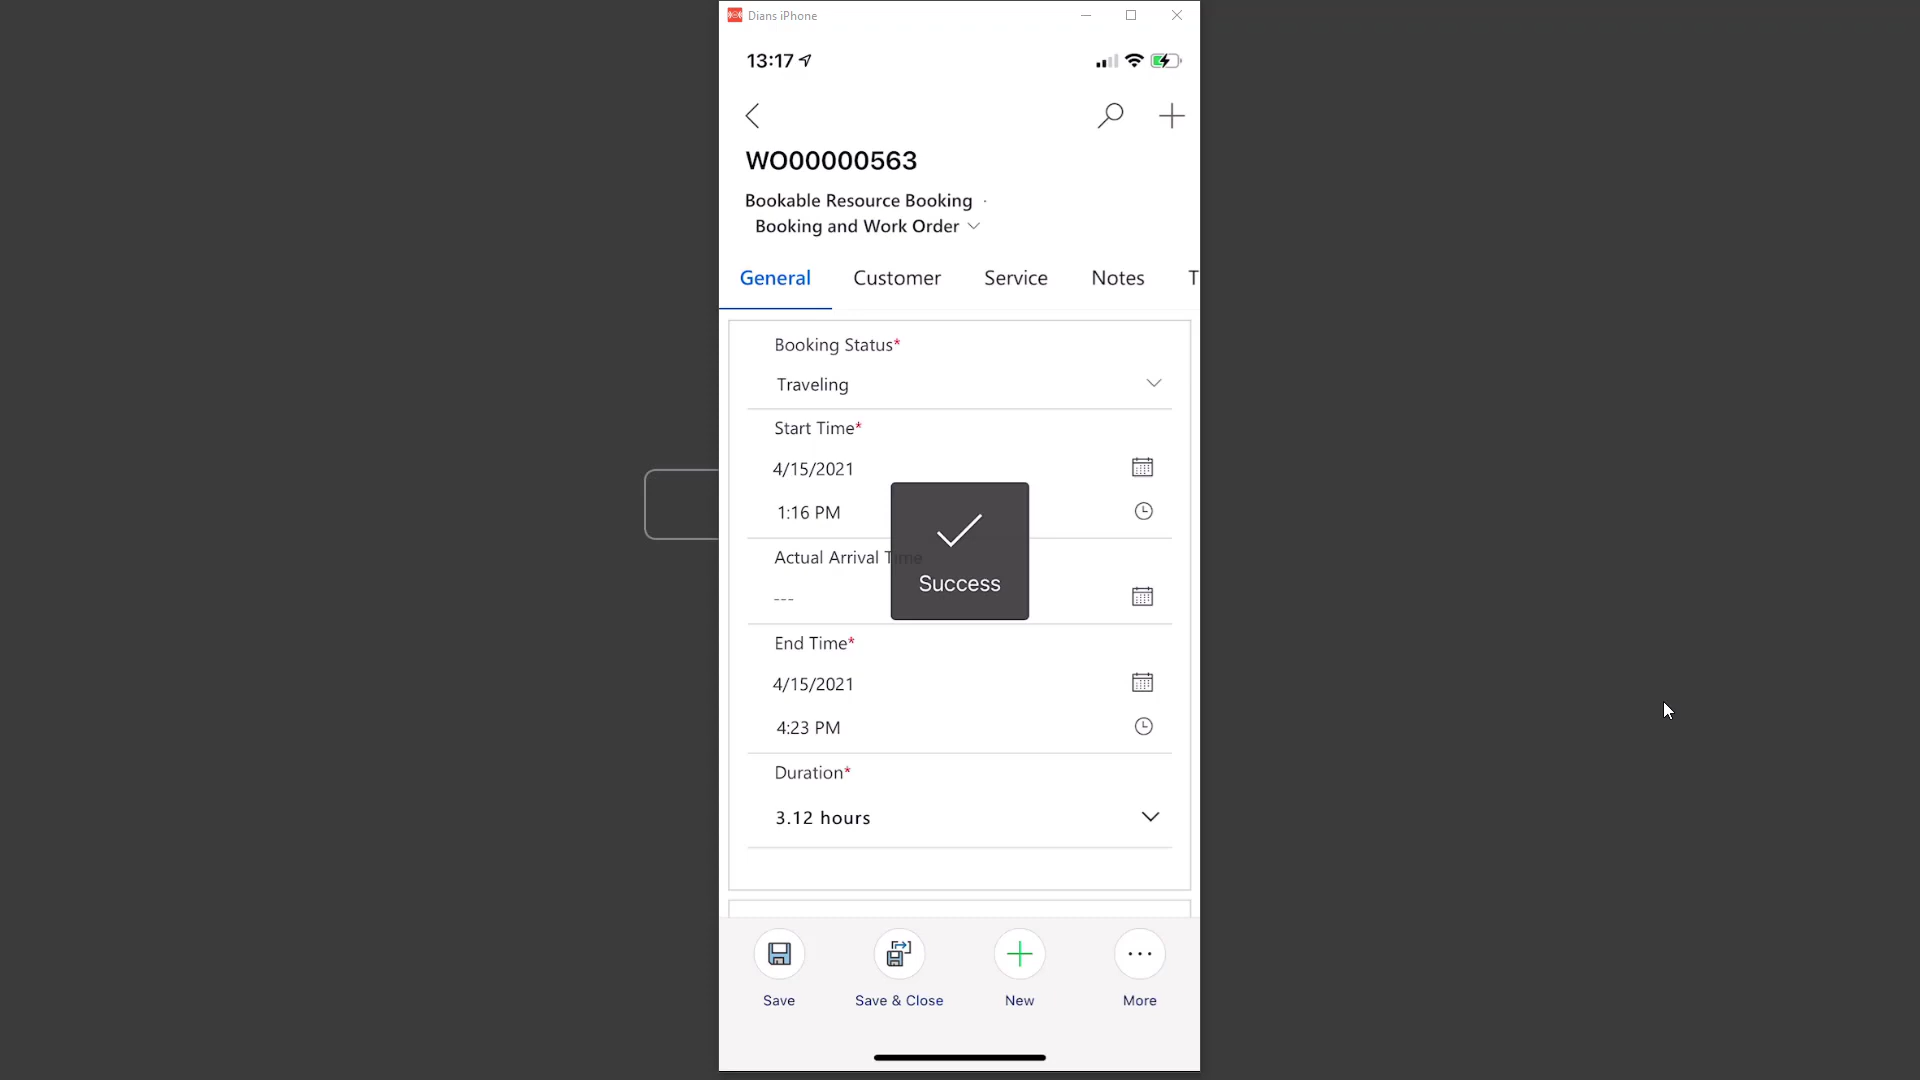 Dians iPhone
13:17
WO00000563
Bookable Resource Booking ·
Booking and Work Order
General Customer Service Notes T
Booking Status*
Traveling
Start Time*
4/15/2021
1:16 PM
Actual Arrival Time
---
Success
End Time*
4/15/2021
4:23 PM
Duration*
3.12 hours
Save Save & Close New More